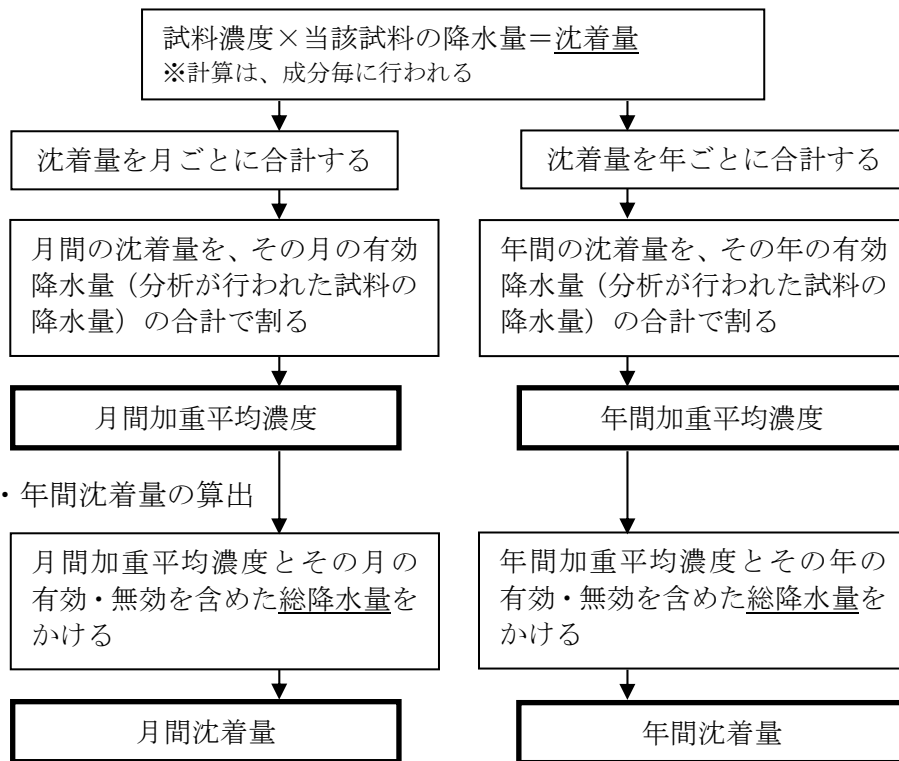 試料濃度×当該試料の降水量＝沈着量
※計算は、成分毎に行われる
沈着量を月ごとに合計する
沈着量を年ごとに合計する
月間の沈着量を、その月の有効
降水量（分析が行われた試料の
降水量）の合計で割る
年間の沈着量を、その年の有効
降水量（分析が行われた試料の
降水量）の合計で割る
月間加重平均濃度
年間加重平均濃度
・年間沈着量の算出
月間加重平均濃度とその月の
有効・無効を含めた総降水量を
かける
年間加重平均濃度とその年の
有効・無効を含めた総降水量を
かける
月間沈着量
年間沈着量